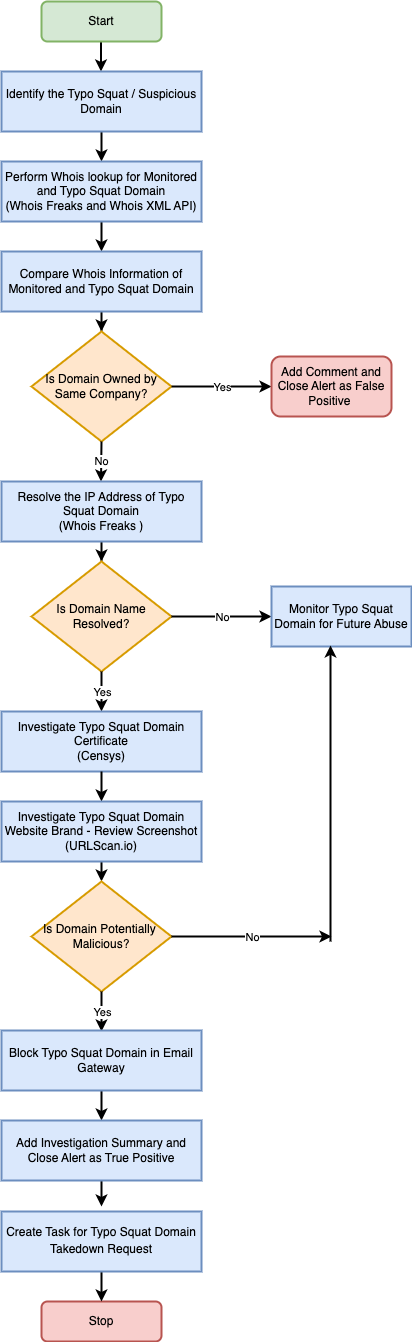 Start
Identify the Typo Squat / Suspicious
Domain
Perform Whois lookup for Monitored
and Typo Squat Domain
(Whois Freaks and Whois XML API)
Compare Whois Information of
Monitored and Typo Squat Domain
Is Domain Owned by
Same Company?
Yes
Add Comment and
Close Alert as False
Positive
No
Resolve the IP Address of Typo
Squat Domain
(Whois Freaks )
Is Domain Name
Resolved?
No
Monitor Typo Squat
Domain for Future Abuse
Yes
Investigate Typo Squat Domain
Certificate
(Censys)
Investigate Typo Squat Domain
Website Brand - Review Screenshot
(URLScan.io)
Is Domain Potentially
Malicious?
No
Yes
Block Typo Squat Domain in Email
Gateway
Add Investigation Summary and
Close Alert as True Positive
Create Task for Typo Squat Domain
Takedown Request
Stop